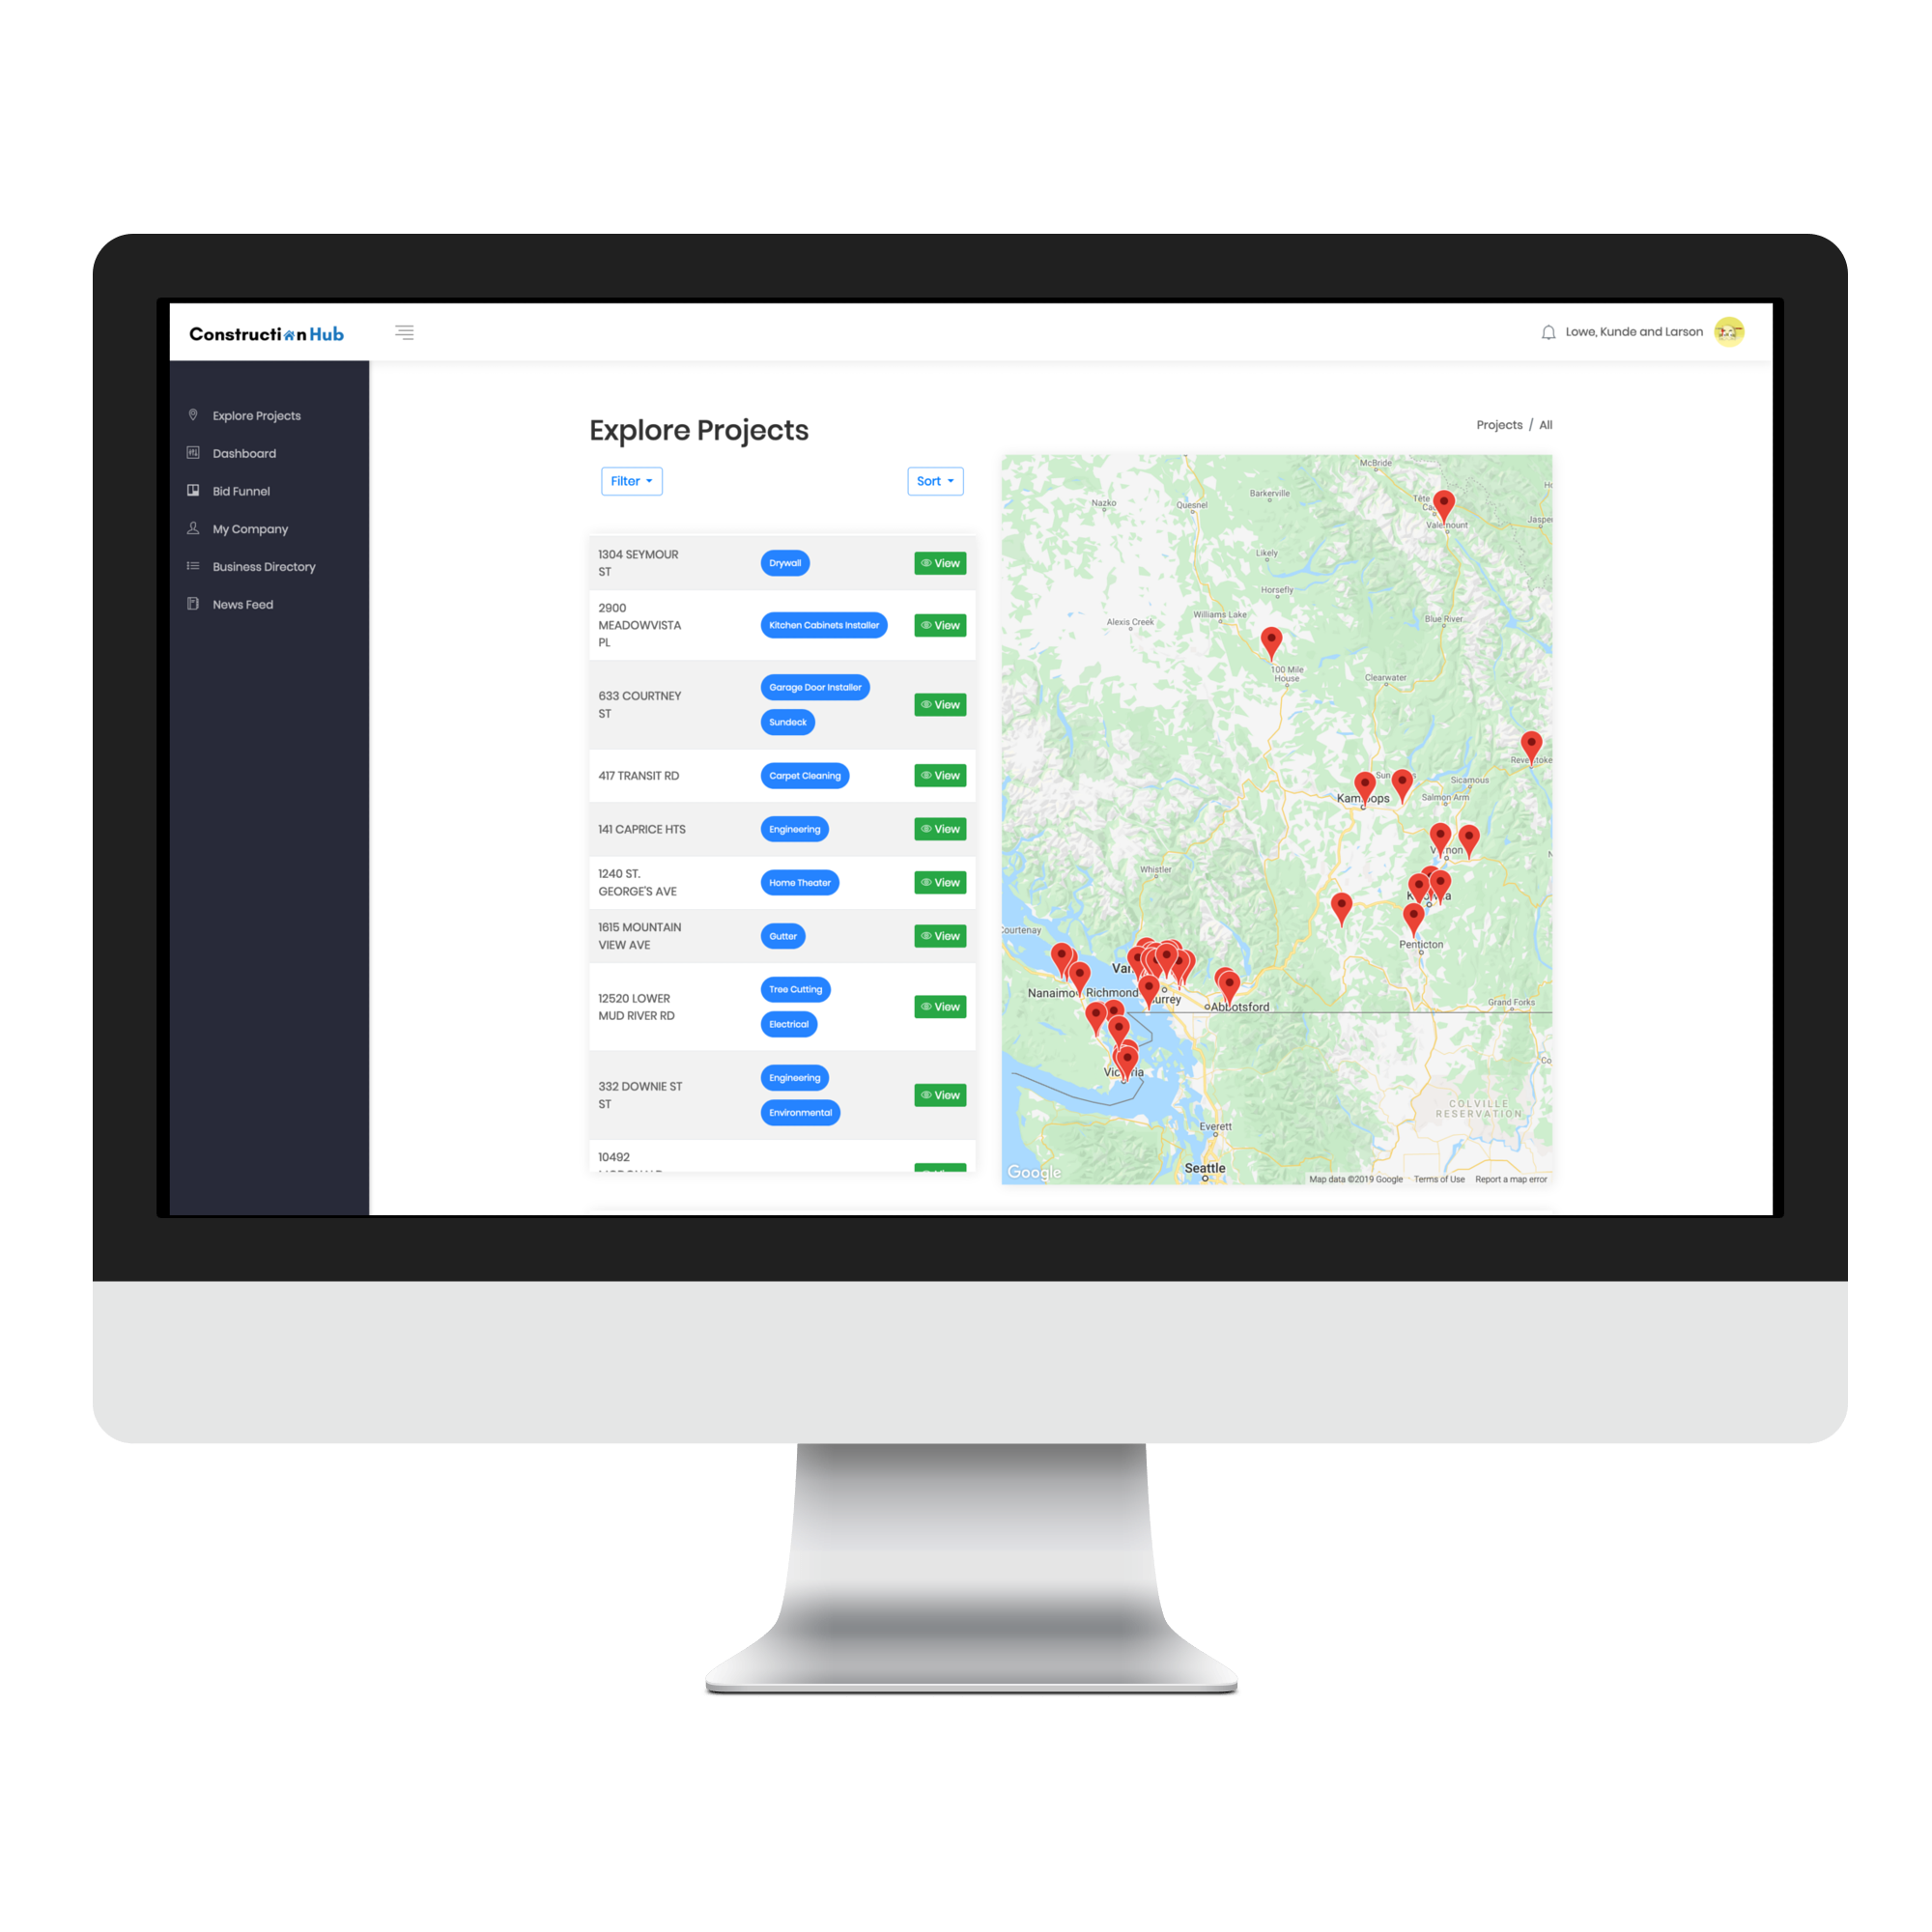 Construction Hub
Lowe, Kunde and Larson
Explore Projects
Dashboard
Bid Funnel
My Company
Business Directory
News Feed
Explore Projects
Projects / All
Filter
Sort
1304 SEYMOUR
ST
Drywall
View
2900
MEADOWVISTA
PL
Kitchen Cabinets Installer
View
633 COURTNEY
ST
Garage Door Installer
Sundeck
View
417 TRANSIT RD
Carpet Cleaning
View
141 CAPRICE HTS
Engineering
View
1240 ST.
GEORGE'S AVE
Home Theater
View
1615 MOUNTAIN
VIEW AVE
Gutter
View
12520 LOWER
MUD RIVER RD
Tree Cutting
Electrical
View
332 DOWNIE ST
ST
Engineering
Environmental
View
10492
McBride
Barkerville
Nazko
Quesnel
Tête
Valemount
Jasper
Likely
Horsefly
Williams Lake
Alexis Creek
Blue River
100 Mile
House
Clearwater
Sicamous
Kamloops
Salmon Arm
Whistler
Courtenay
Penticton
Nanaimo
Richmond
Abbotsford
Grand Forks
Victoria
COLVILLE
RESERVATION
Everett
Seattle
Google
Map data ©2019 Google
Terms of Use
Report a map error